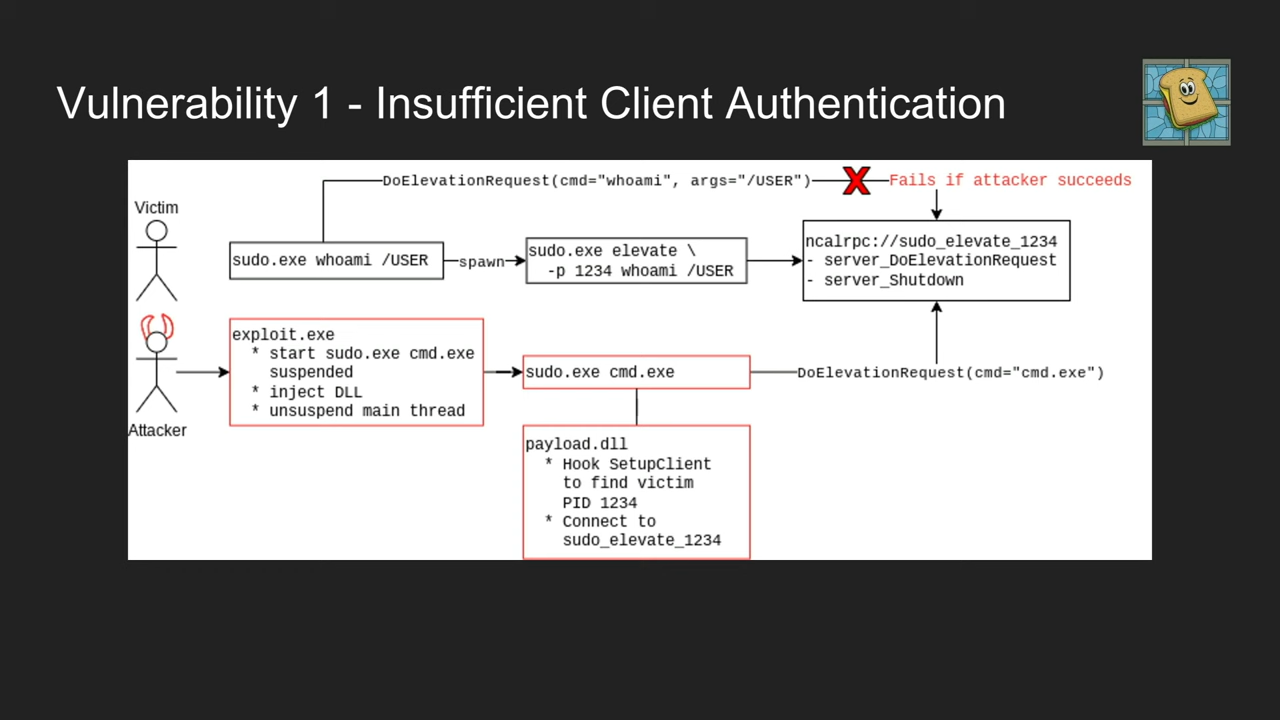 Vulnerability 1 - Insufficient Client Authentication
DoElevationRequest(cmd="whoami", args="/USER")
Fails if attacker succeeds
Victim
sudo.exe whoami /USER
spawn
sudo.exe elevate \
-p 1234 whoami /USER
ncalrpc://sudo_elevate_1234
- server_DoElevationRequest
- server_Shutdown
Attacker
exploit.exe
* start sudo.exe cmd.exe
suspended
* inject DLL
* unsuspend main thread
sudo.exe cmd.exe
DoElevationRequest(cmd="cmd.exe")
payload.dll
* Hook SetupClient
to find victim
PID 1234
* Connect to
sudo_elevate_1234